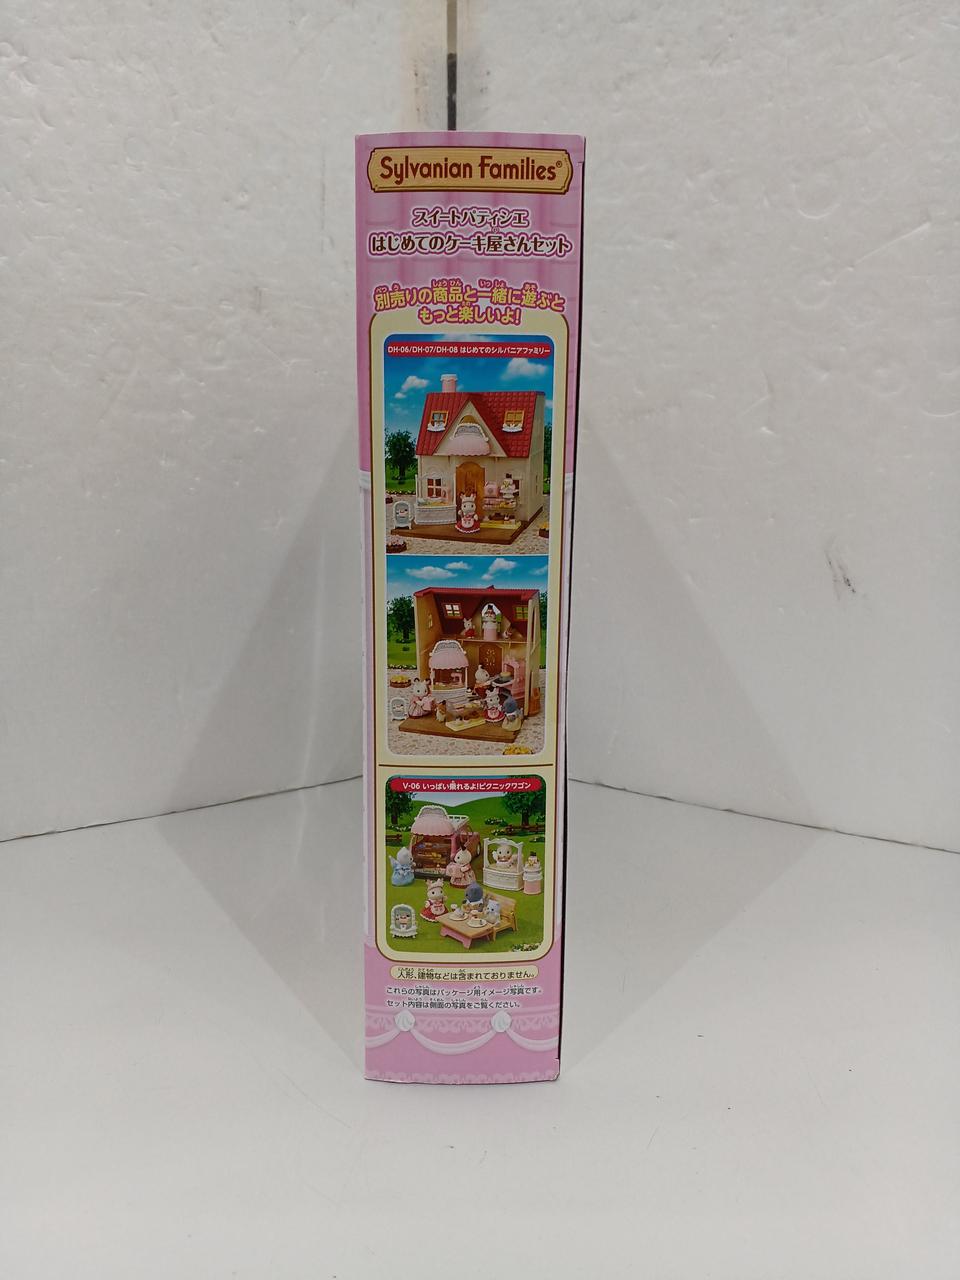 Sylvanian Families®
スイートパティシエ
はじめてのケーキ屋さんセット
別売りの商品と一緒に遊ぶと
もっと楽しいよ!
DH-06/DH-07/DH-08 はじめてのシルバニアファミリー
V-06 いっぱい乗れるよ!ピクニックワゴン
人形、建物などは含まれておりません。
これらの写真はパッケージ用イメージ写真です。
セット内容は側面の写真をご覧ください。